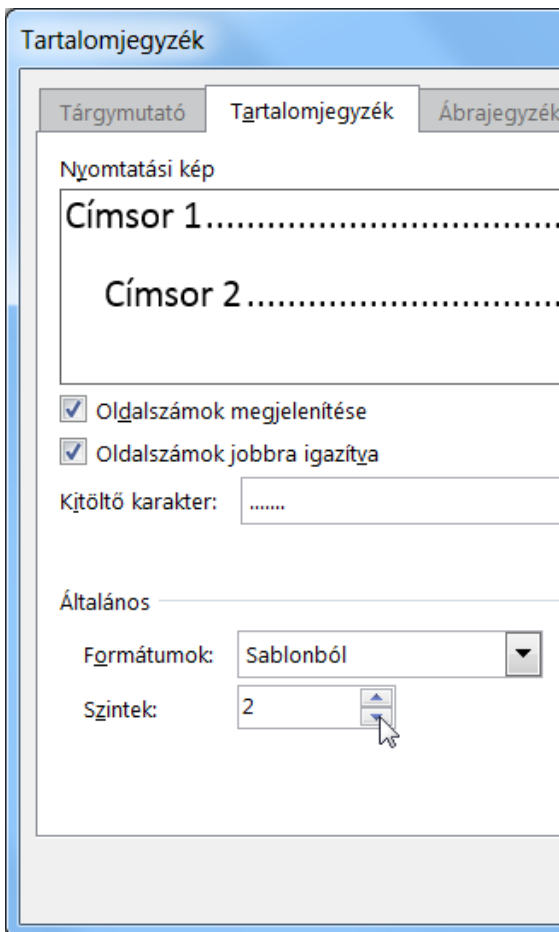 Tartalomjegyzék
Tárgymutató Tartalomjegyzék Ábrajegyzék
Nyomtatási kép
Címsor 1..........................................
Címsor 2....................................
Oldalszámok megjelenítése
Oldalszámok jobbra igazítva
Kitöltő karakter: .......
Általános
Formátumok: Sablonból
Szintek: 2